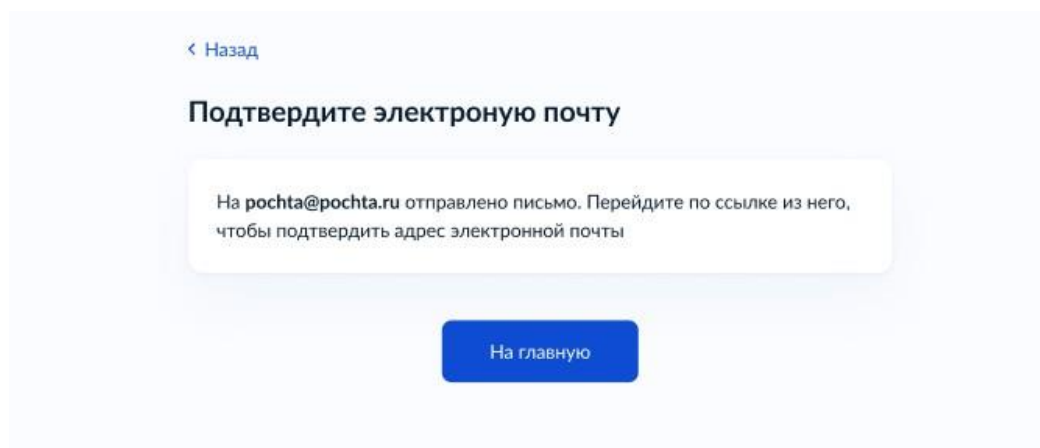 Назад
Подтвердите электроную почту
На pochta@pochta.ru отправлено письмо. Перейдите по ссылке из него,
чтобы подтвердить адрес электронной почты
На главную